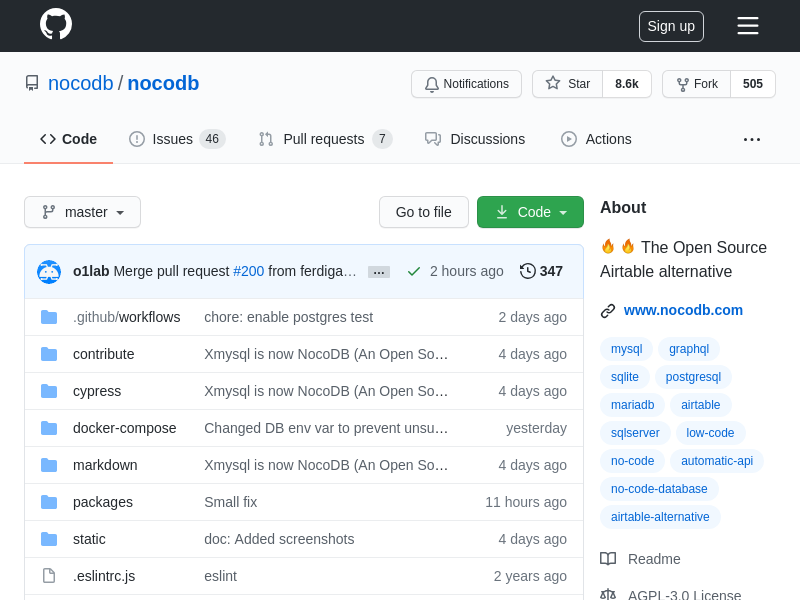 Sign up
nocodb / nocodb
Notifications Star 8.6k Fork 505
Code Issues 46 Pull requests 7 Discussions Actions
master Go to file Code
o1lab Merge pull request #200 from ferdiga… … 2 hours ago 347
.github/workflows chore: enable postgres test 2 days ago
contribute Xmysql is now NocoDB (An Open So… 4 days ago
cypress Xmysql is now NocoDB (An Open So… 4 days ago
docker-compose Changed DB env var to prevent unsu… yesterday
markdown Xmysql is now NocoDB (An Open So… 4 days ago
packages Small fix 11 hours ago
static doc: Added screenshots 4 days ago
.eslintrc.js eslint 2 years ago
About
🔥 🔥 The Open Source
Airtable alternative
www.nocodb.com
mysql graphql
sqlite postgresql
mariadb airtable
sqlserver low-code
no-code automatic-api
no-code-database
airtable-alternative
Readme
AGPL-3.0 License